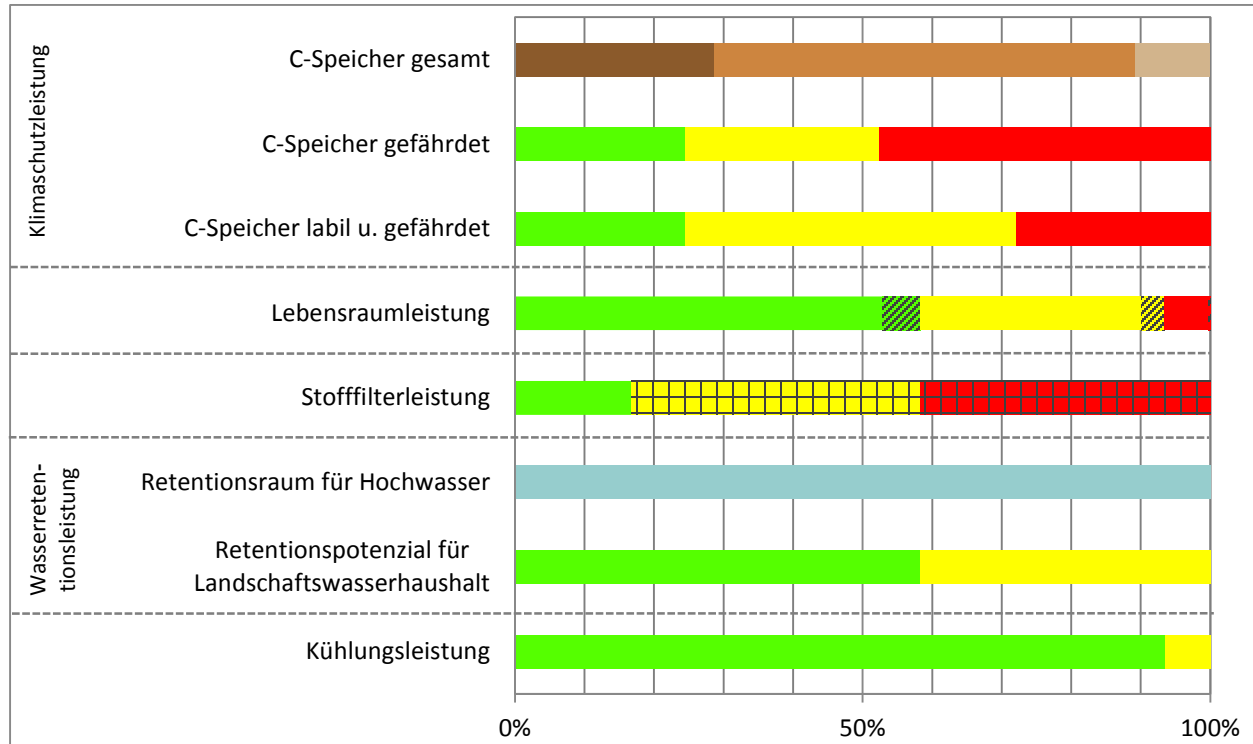 Klimaschutzleistung
C-Speicher gesamt
C-Speicher gefährdet
C-Speicher labil u. gefährdet
Lebensraumleistung
Stofffilterleistung
Wasserreten-
tionsleistung
Retentionsraum für Hochwasser
Retentionspotenzial für
Landschaftswasserhaushalt
Kühlungsleistung
0%
50%
100%